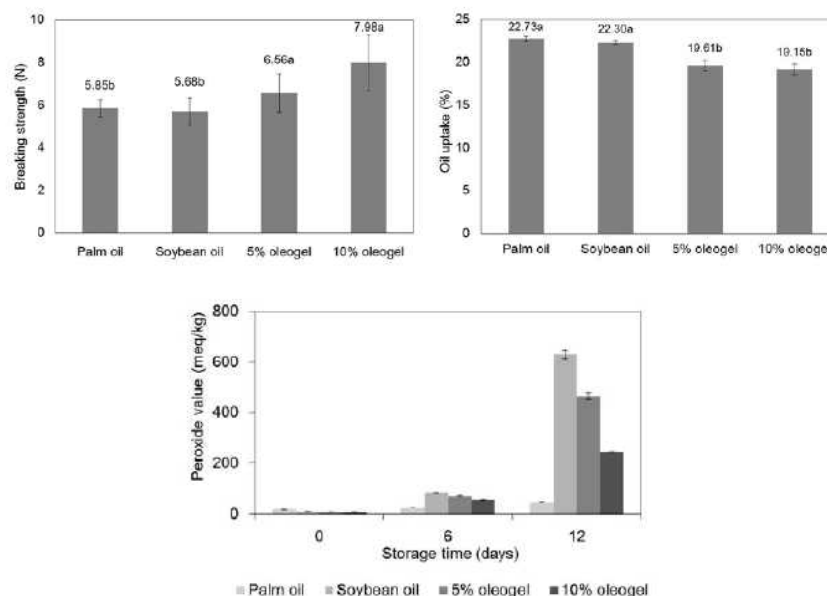 Breaking strength (N)
10
8
6
4
2
0
5.85b
5.68b
6.56a
7.98a
Palm oil
Soybean oil
5% oleogel
10% oleogel
Oil uptake (%)
25
20
15
10
5
0
22.73a
22.30a
19.61b
19.15b
Palm oil
Soybean oil
5% oleogel
10% oleogel
Peroxide value (meq/kg)
800
600
400
200
0
0
6
12
Storage time (days)
Palm oil
Soybean oil
5% oleogel
10% oleogel